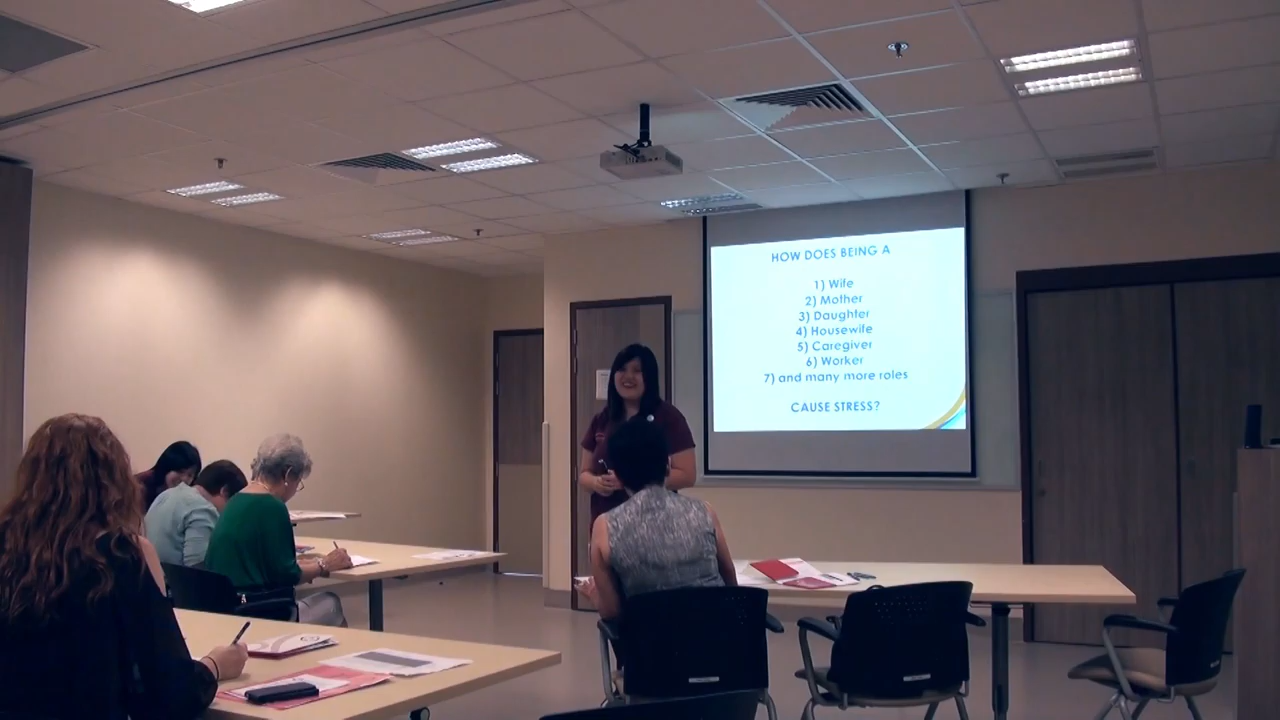 HOW DOES BEING A
1) Wife
2) Mother
3) Daughter
4) Housewife
5) Caregiver
6) Worker
7) and many more roles
CAUSE STRESS?